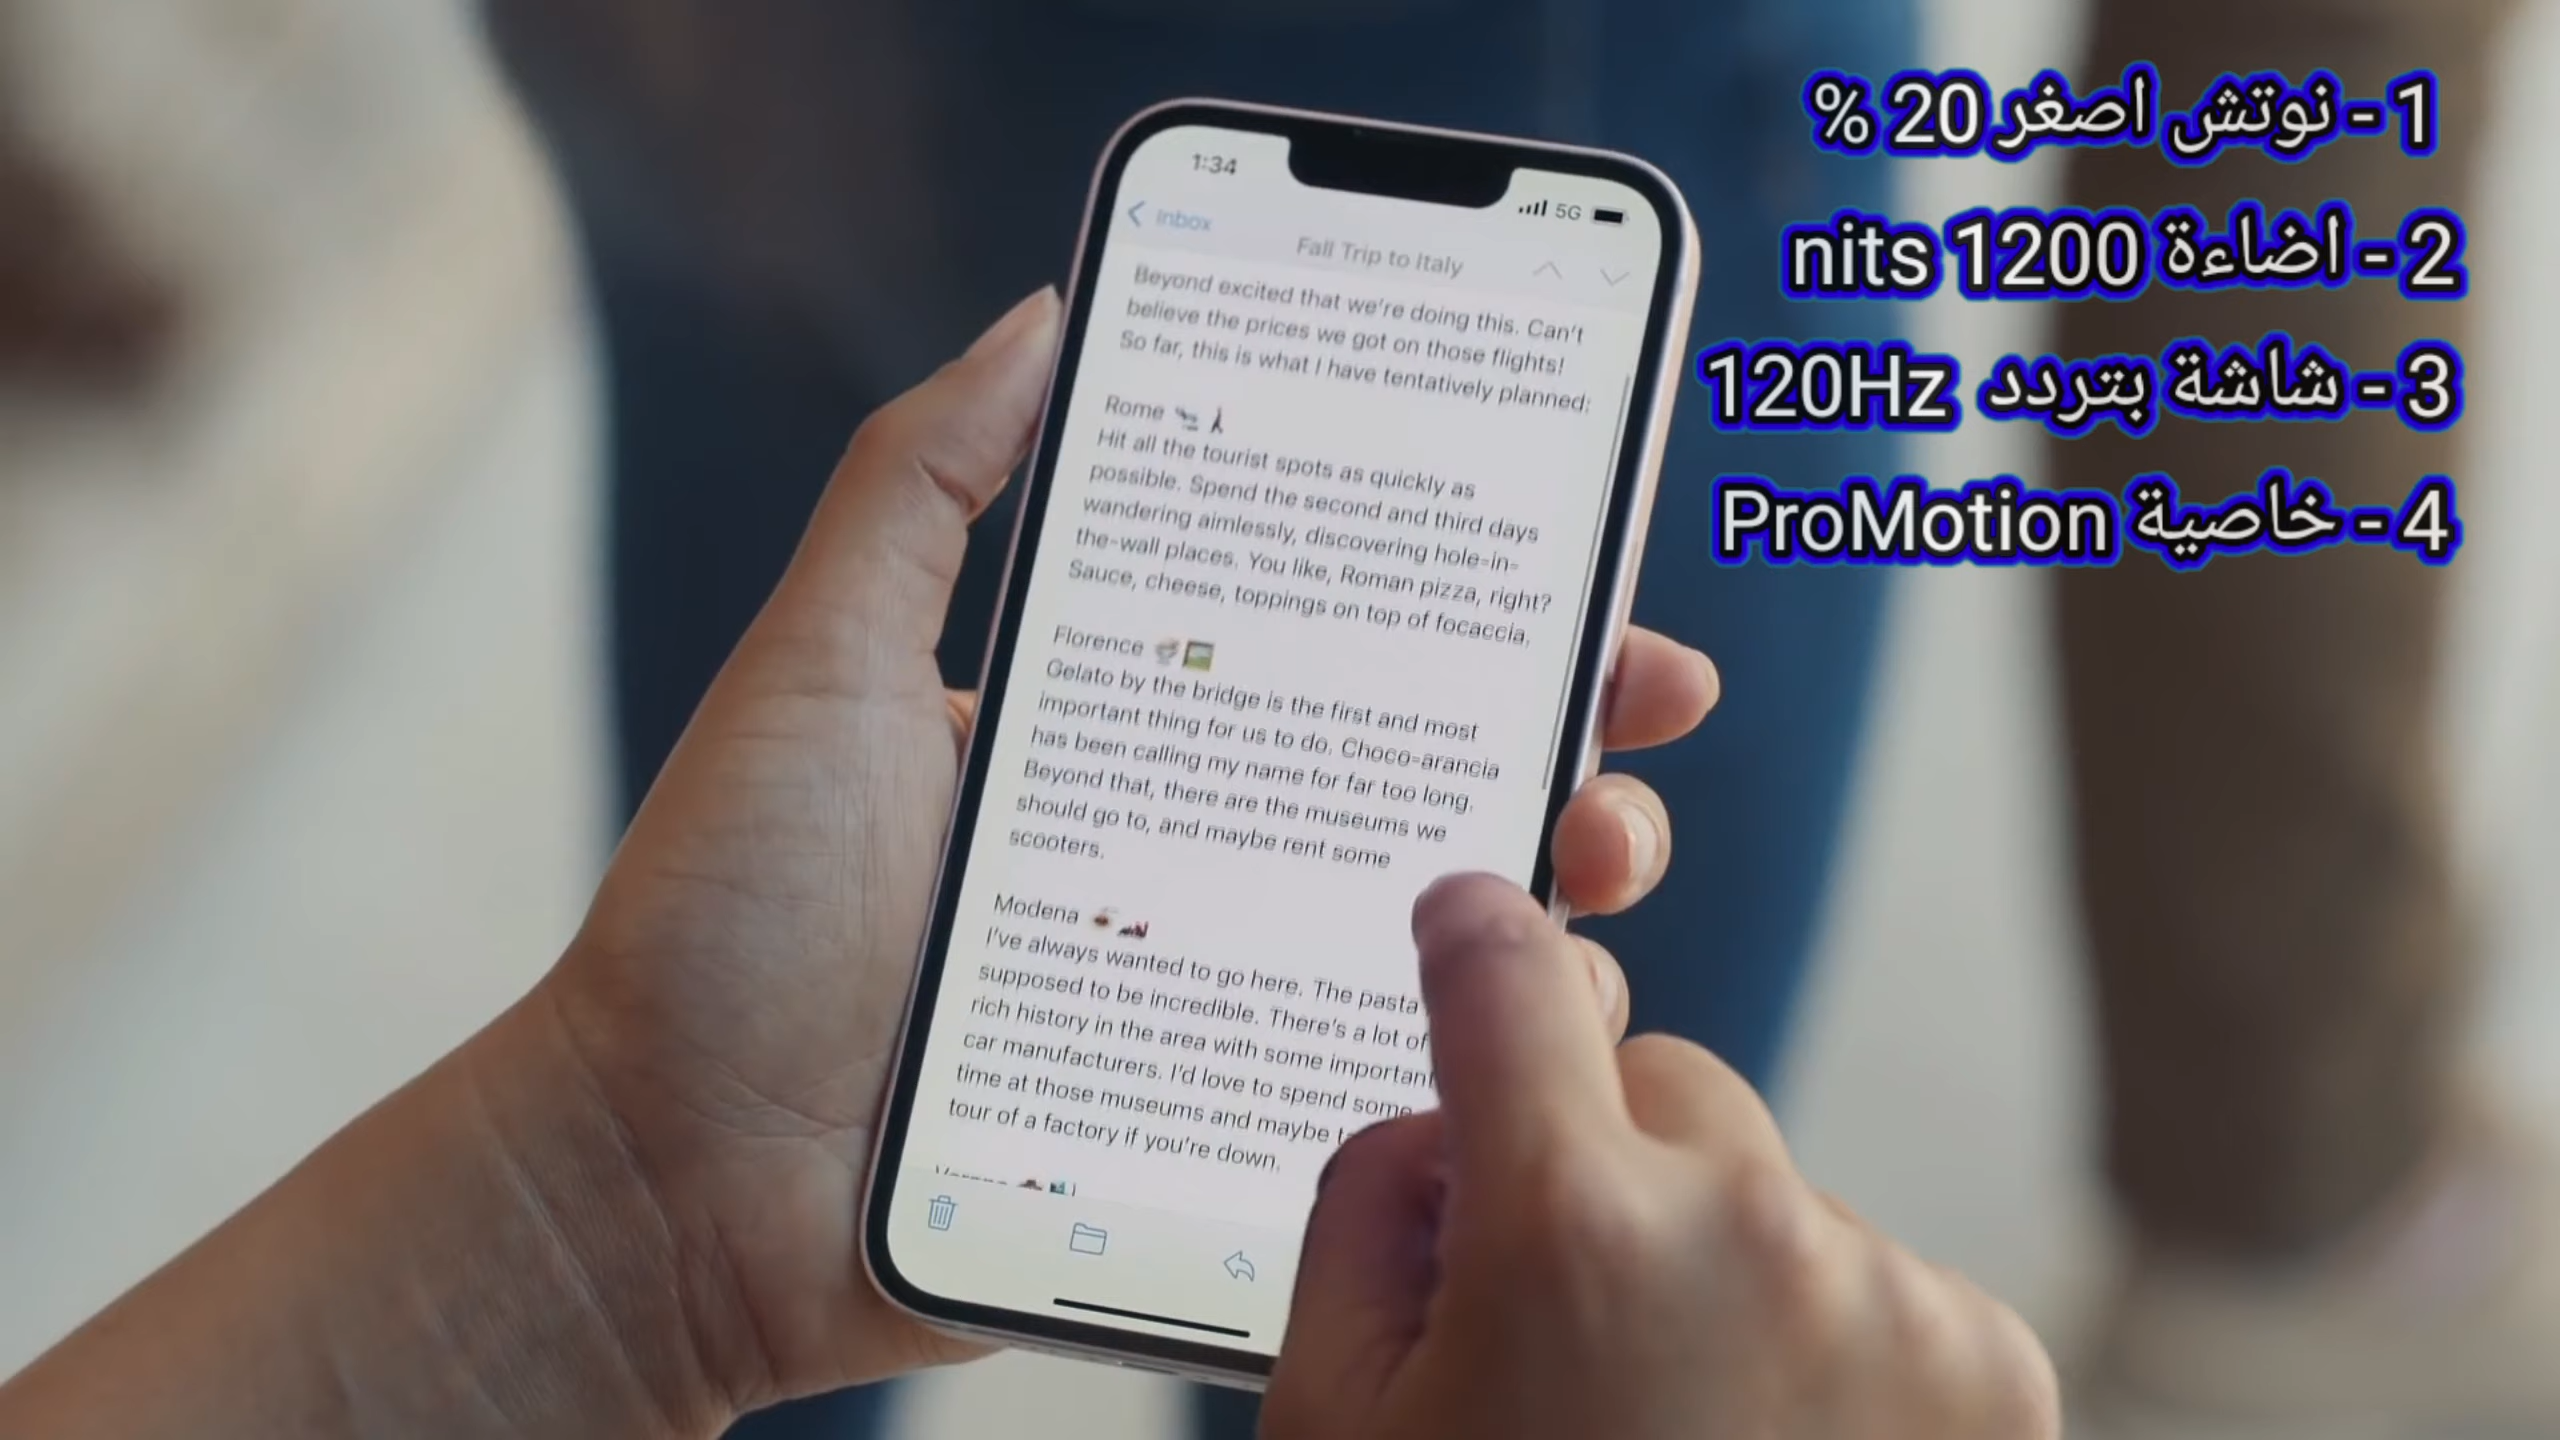 1 - نوتش اصغر 20 %
2 - اضاءة 1200 nits
3 - شاشة بتردد 120Hz
4 - خاصية ProMotion
1:34
5G
Inbox
Fall Trip to Italy
Beyond excited that we're doing this. Can't
believe the prices we got on those flights!
So far, this is what I have tentatively planned:
Rome
Hit all the tourist spots as quickly as
possible. Spend the second and third days
wandering aimlessly, discovering hole-in-
the-wall places. You like, Roman pizza, right?
Sauce, cheese, toppings on top of focaccia,
Florence
Gelato by the bridge is the first and most
important thing for us to do. Choco-arancia
has been calling my name for far too long.
Beyond that, there are the museums we
should go to, and maybe rent some
scooters.
Modena
I've always wanted to go here. The pasta
supposed to be incredible. There's a lot of
rich history in the area with some important
car manufacturers. I'd love to spend some
time at those museums and maybe
tour of a factory if you're down.